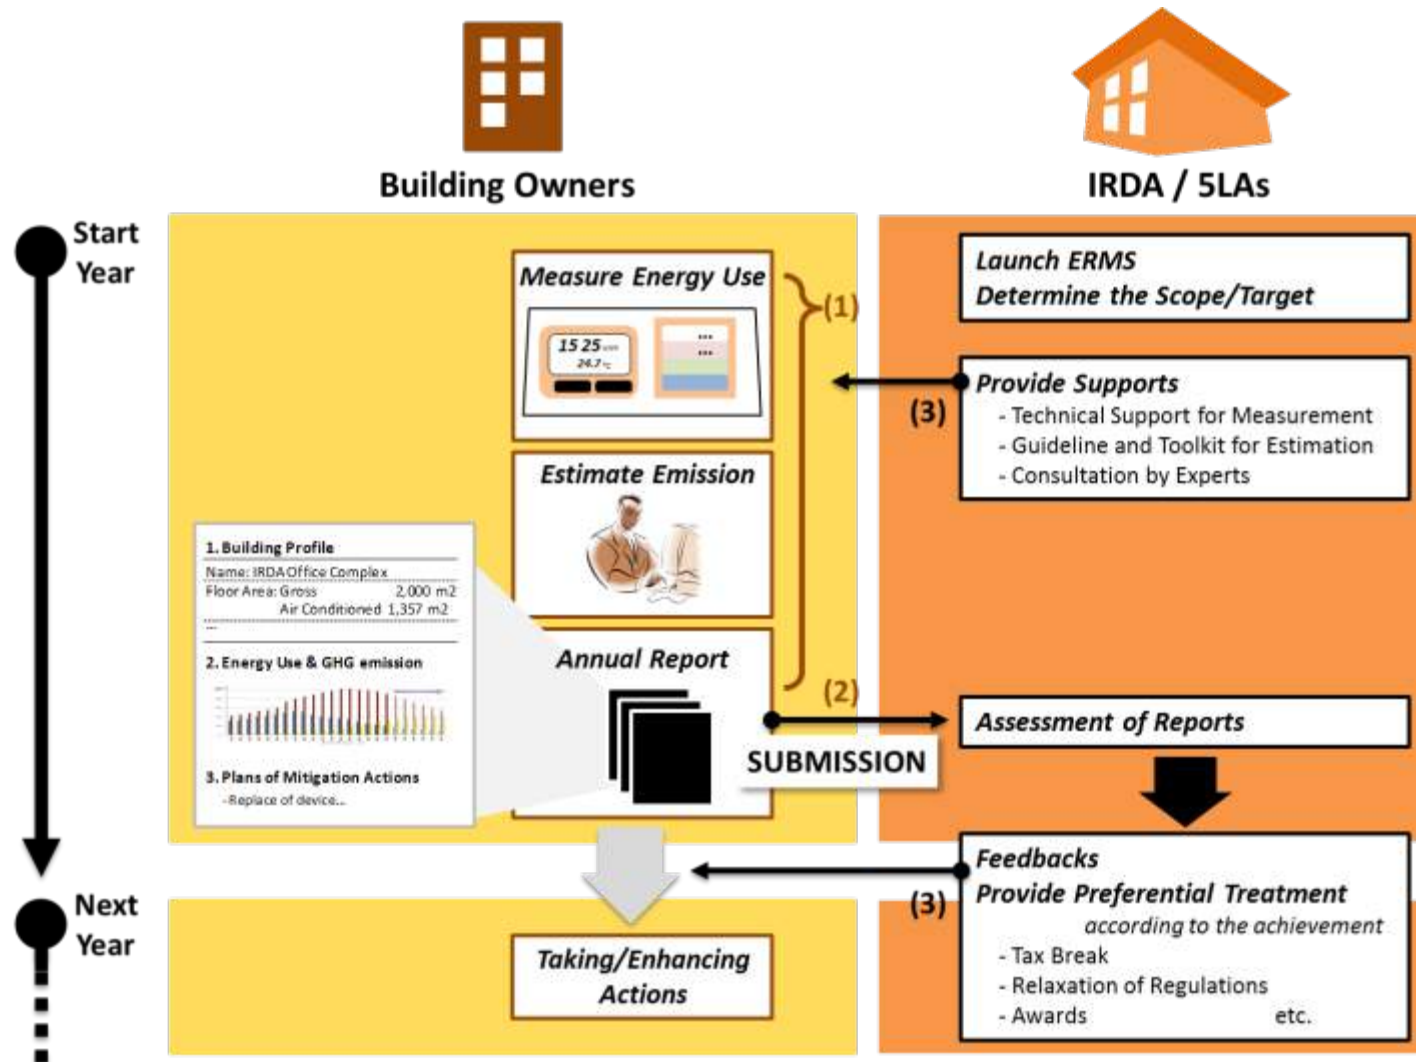 Building Owners
IRDA / 5LAs
Start
Year
Measure Energy Use
15 25
24.7 °C
(1)
Launch ERMS
Determine the Scope/Target
Provide Supports
(3)
- Technical Support for Measurement
- Guideline and Toolkit for Estimation
- Consultation by Experts
Estimate Emission
1. Building Profile
Name: IRDA Office Complex
Floor Area: Gross 2,000 m2
Air Conditioned 1,357 m2
...
2. Energy Use & GHG emission
3. Plans of Mitigation Actions
- Replace of device...
Annual Report
(2)
SUBMISSION
Assessment of Reports
Next
Year
Taking/Enhancing
Actions
(3)
Feedbacks
Provide Preferential Treatment
according to the achievement
- Tax Break
- Relaxation of Regulations
- Awards etc.